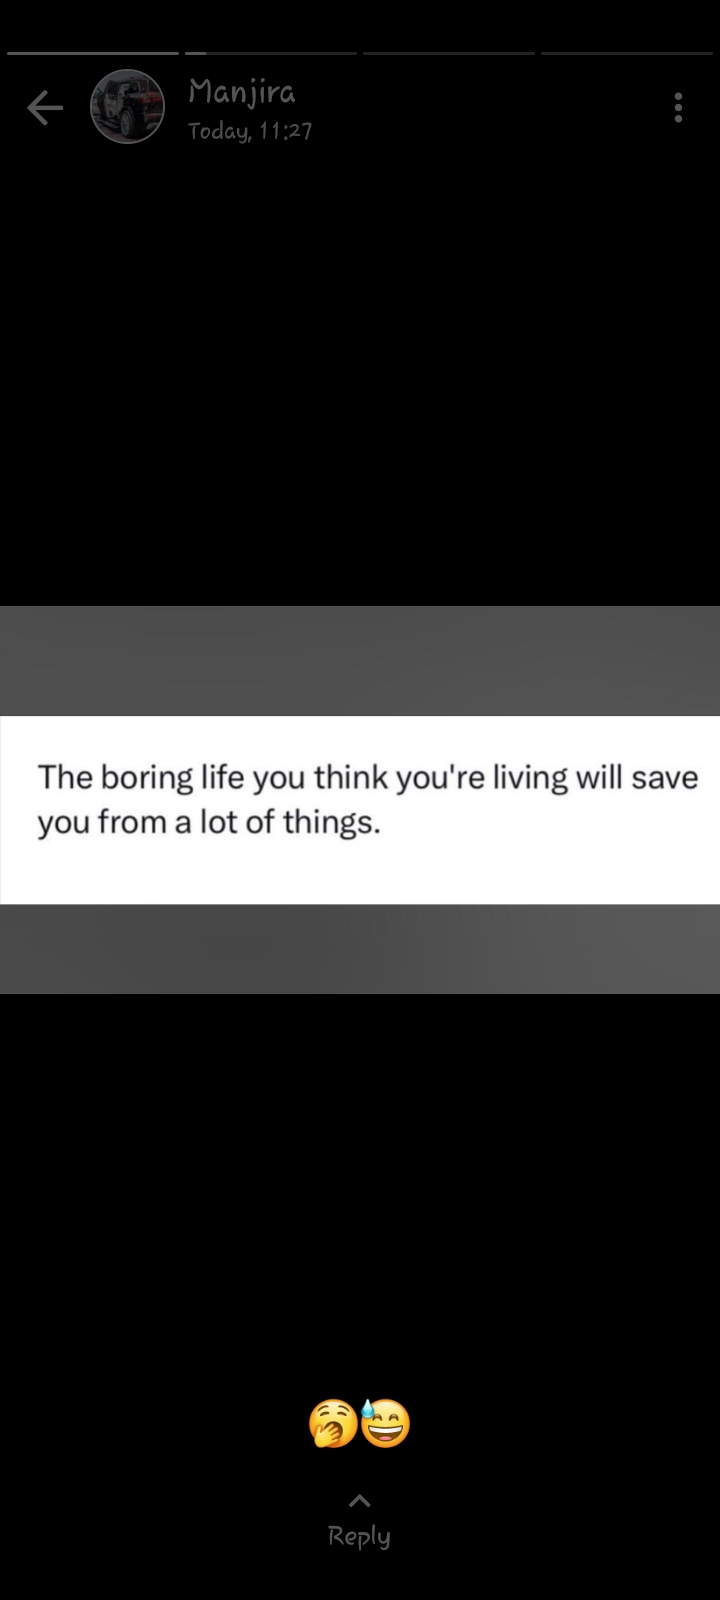 Manjira
Today, 11:27
The boring life you think you're living will save
you from a lot of things.
🥱😅
Reply